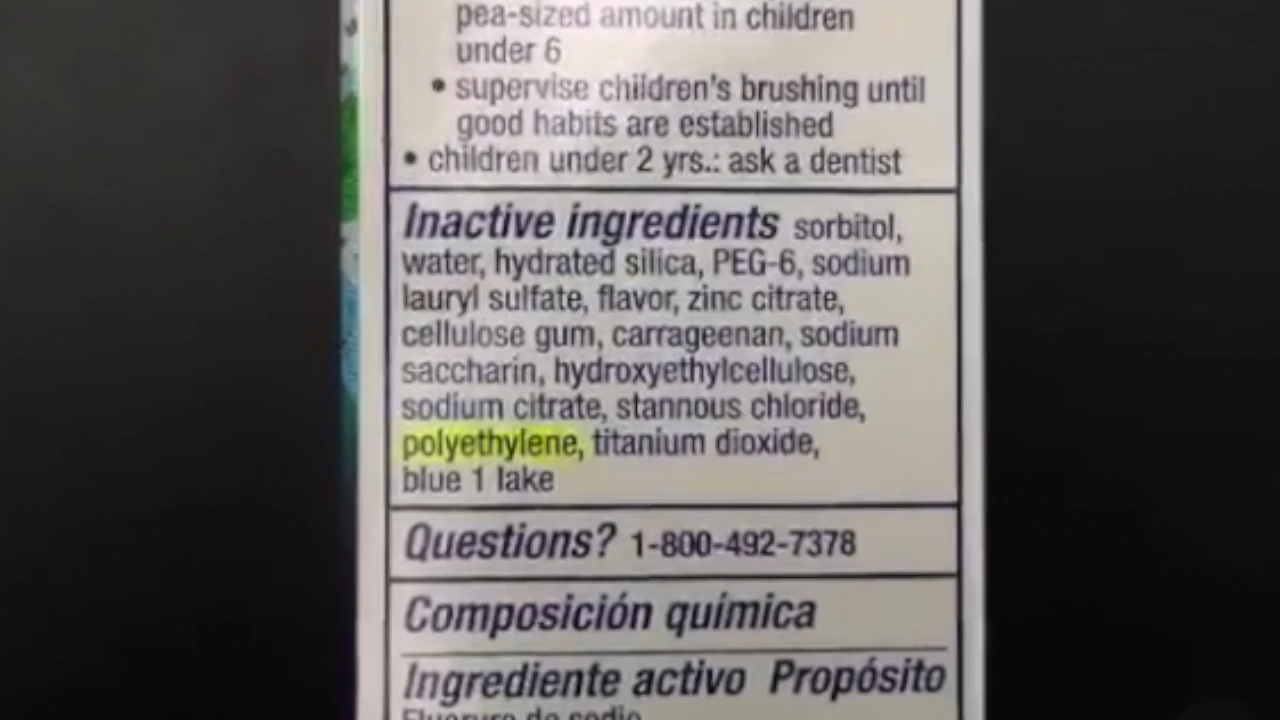 pea-sized amount in children
under 6
• supervise children's brushing until
good habits are established
• children under 2 yrs.: ask a dentist
Inactive ingredients sorbitol,
water, hydrated silica, PEG-6, sodium
lauryl sulfate, flavor, zinc citrate,
cellulose gum, carrageenan, sodium
saccharin, hydroxyethylcellulose,
sodium citrate, stannous chloride,
polyethylene, titanium dioxide,
blue 1 lake
Questions? 1-800-492-7378
Composición química
Ingrediente activo Propósito
Fluoruro de sodio